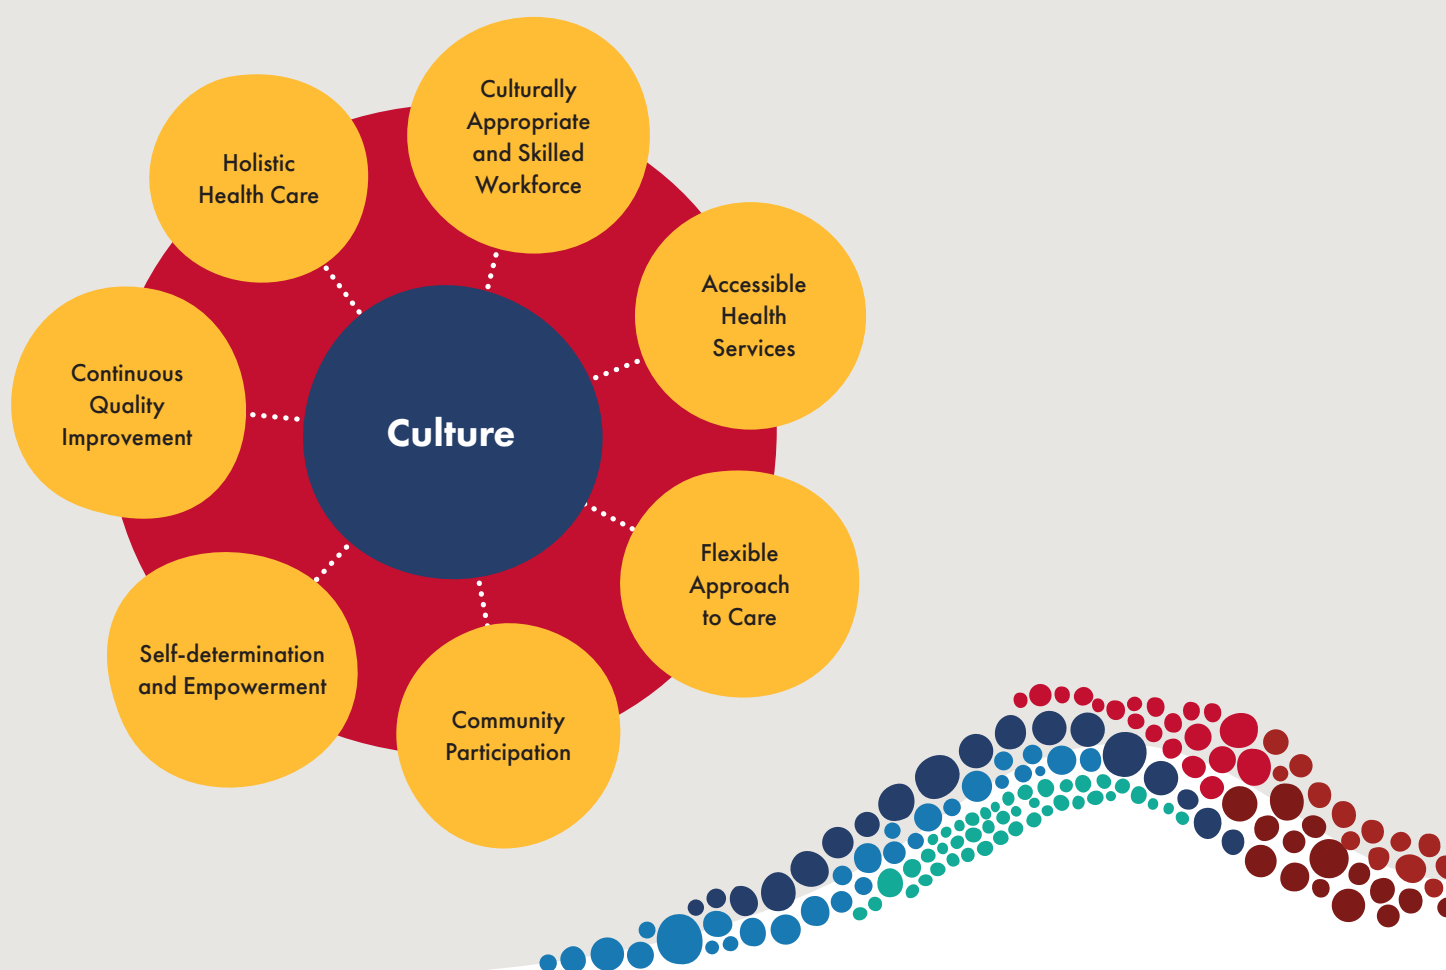 Culturally
Appropriate
and Skilled
Workforce
Holistic
Health Care
Accessible
Health
Services
Continuous
Quality
Improvement
Culture
Flexible
Approach
to Care
Self-determination
and Empowerment
Community
Participation